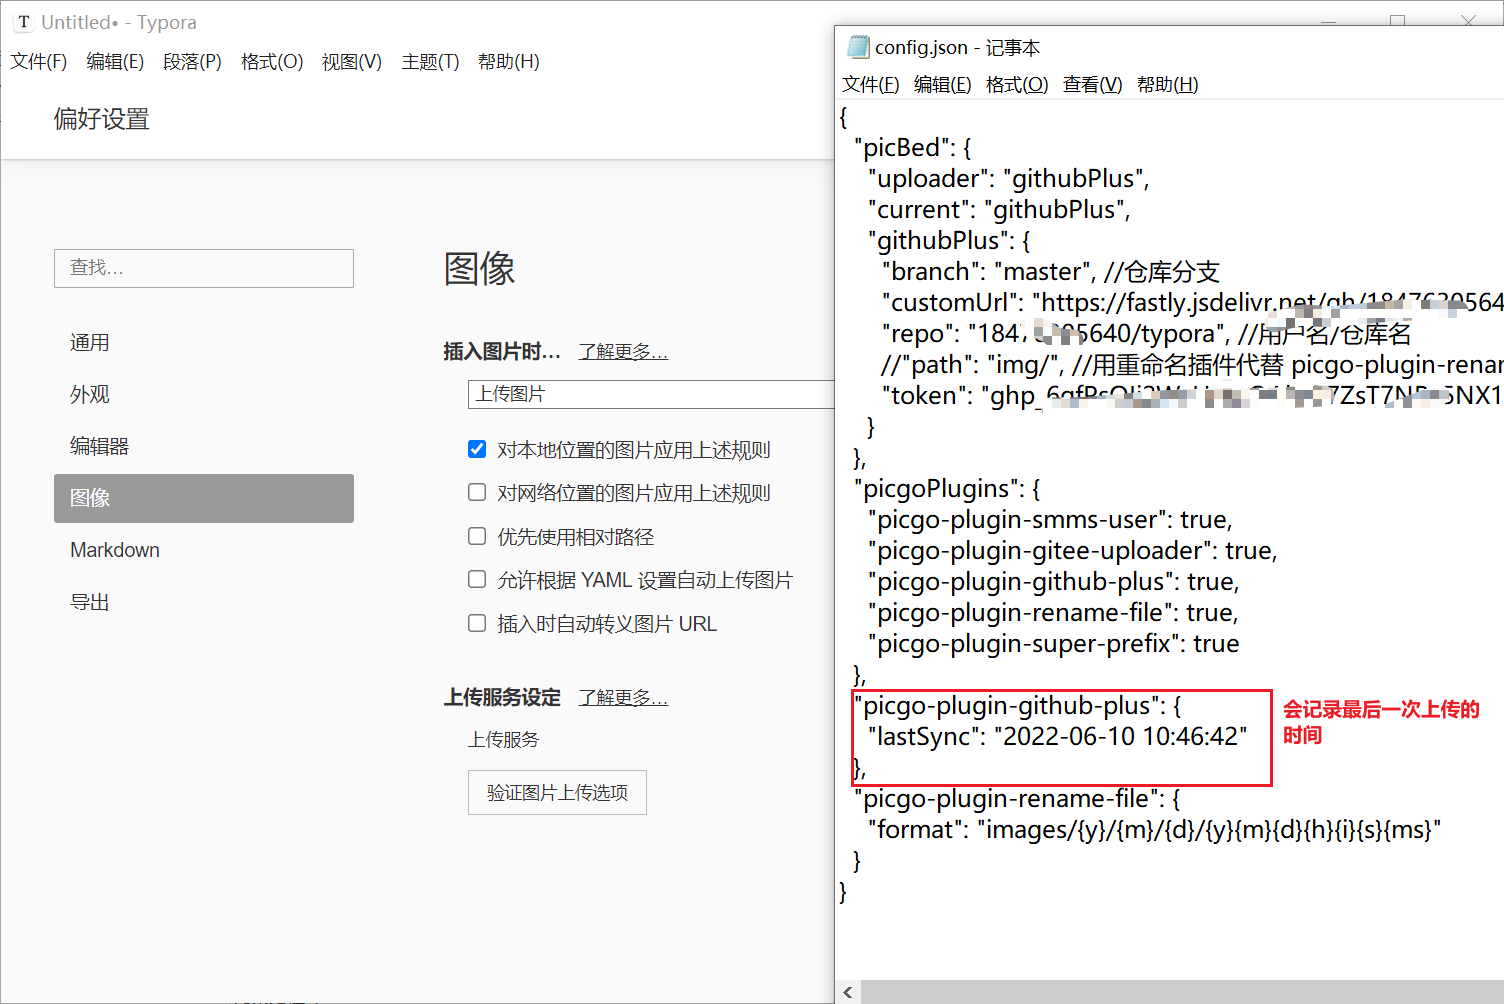 Untitled• - Typora
文件(F) 编辑(E) 段落(P) 格式(O) 视图(V) 主题(T) 帮助(H)
偏好设置
查找...
通用
外观
编辑器
图像
Markdown
导出
图像
插入图片时... 了解更多...
上传图片
对本地位置的图片应用上述规则
对网络位置的图片应用上述规则
优先使用相对路径
允许根据 YAML 设置自动上传图片
插入时自动转义图片 URL
上传服务设定 了解更多...
上传服务
验证图片上传选项
config.json - 记事本
文件(F) 编辑(E) 格式(O) 查看(V) 帮助(H)
{
"picBed": {
"uploader": "githubPlus",
"current": "githubPlus",
"githubPlus": {
"branch": "master", //仓库分支
"customUrl": "https://fastly.jsdelivr.net/gh/
"repo": "184 5640/typora", //用户名/仓库名
//"path": "img/", //用重命名插件代替 picgo-plugin-renam
"token": "ghp_
}
},
"picgoPlugins": {
"picgo-plugin-smms-user": true,
"picgo-plugin-gitee-uploader": true,
"picgo-plugin-github-plus": true,
"picgo-plugin-rename-file": true,
"picgo-plugin-super-prefix": true
},
"picgo-plugin-github-plus": {
"lastSync": "2022-06-10 10:46:42"
},
"picgo-plugin-rename-file": {
"format": "images/{y}/{m}/{d}/{y}{m}{d}{h}{i}{s}{ms}"
}
}
会记录最后一次上传的
时间